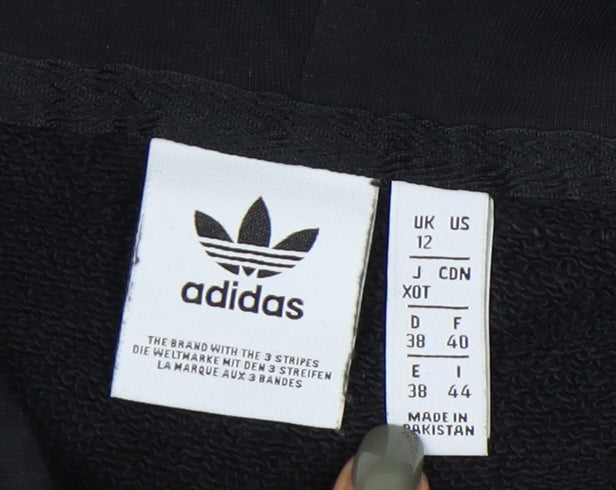 adidas
THE BRAND WITH THE 3 STRIPES
DIE WELTMARKE MIT DEN 3 STREIFEN
LA MARQUE AUX 3 BANDES
UK US
12
J CDN
XOT
D F
38 40
E I
38 44
MADE IN
PAKISTAN